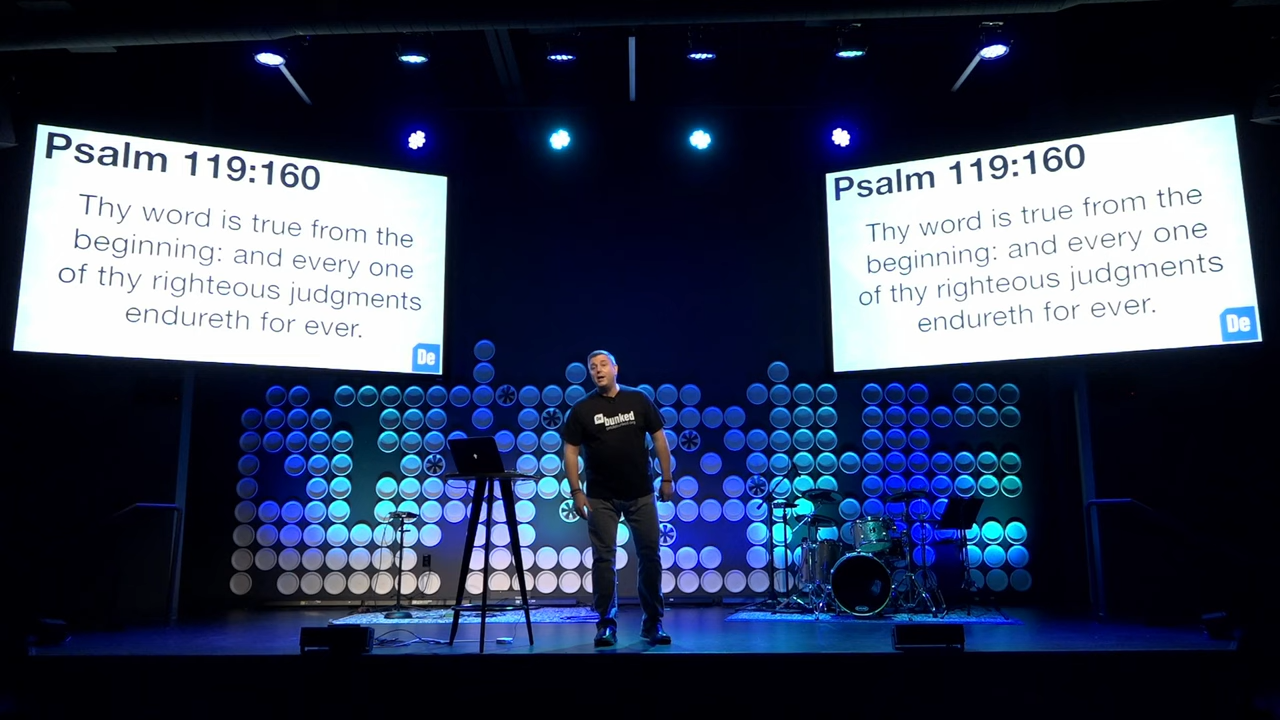 Psalm 119:160
Thy word is true from the
beginning: and every one
of thy righteous judgments
endureth for ever.
De
Psalm 119:160
Thy word is true from the
beginning: and every one
of thy righteous judgments
endureth for ever.
De
De bunked